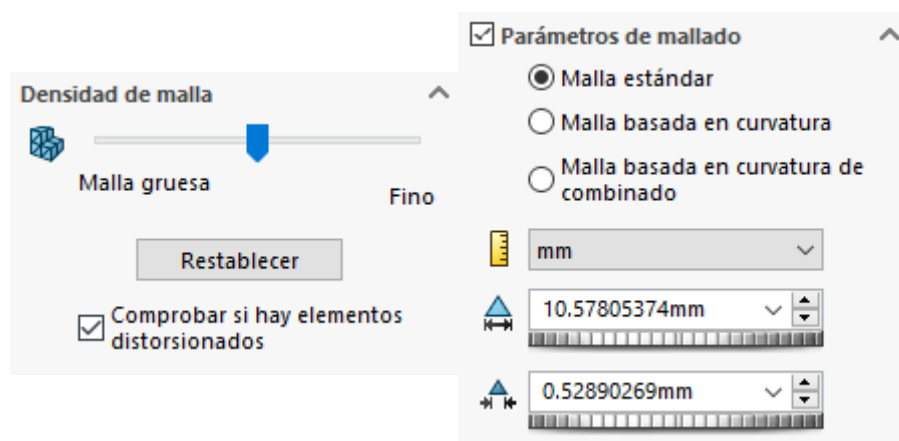 Densidad de malla
Malla gruesa
Fino
Restablecer
Comprobar si hay elementos
distorsionados
Parámetros de mallado
Malla estándar
Malla basada en curvatura
Malla basada en curvatura de
combinado
mm
10.57805374mm
0.52890269mm